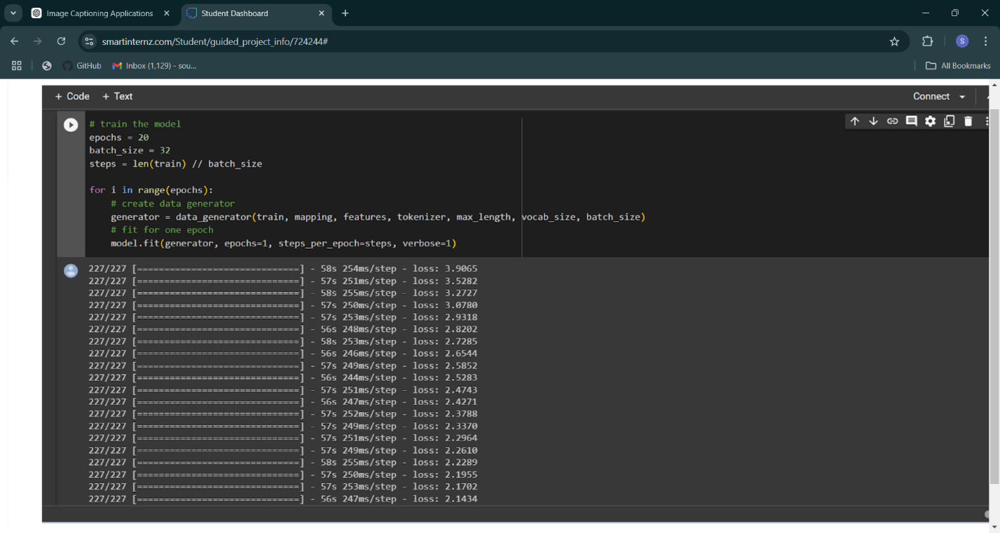 Image Captioning Applications
Student Dashboard
smartinternz.com/Student/guided_project_info/724244#
S
GitHub
Inbox (1,129) - sou...
All Bookmarks
+ Code + Text
Connect
# train the model
epochs = 20
batch_size = 32
steps = len(train) // batch_size
for i in range(epochs):
# create data generator
generator = data_generator(train, mapping, features, tokenizer, max_length, vocab_size, batch_size)
# fit for one epoch
model.fit(generator, epochs=1, steps_per_epoch=steps, verbose=1)
227/227 [==============================] - 58s 254ms/step - loss: 3.9065
227/227 [==============================] - 57s 251ms/step - loss: 3.5282
227/227 [==============================] - 58s 255ms/step - loss: 3.2727
227/227 [==============================] - 57s 250ms/step - loss: 3.0780
227/227 [==============================] - 57s 253ms/step - loss: 2.9318
227/227 [==============================] - 56s 248ms/step - loss: 2.8202
227/227 [==============================] - 58s 253ms/step - loss: 2.7285
227/227 [==============================] - 56s 246ms/step - loss: 2.6544
227/227 [==============================] - 57s 249ms/step - loss: 2.5852
227/227 [==============================] - 56s 244ms/step - loss: 2.5283
227/227 [==============================] - 57s 251ms/step - loss: 2.4743
227/227 [==============================] - 56s 247ms/step - loss: 2.4271
227/227 [==============================] - 57s 252ms/step - loss: 2.3788
227/227 [==============================] - 57s 249ms/step - loss: 2.3370
227/227 [==============================] - 57s 251ms/step - loss: 2.2964
227/227 [==============================] - 57s 249ms/step - loss: 2.2610
227/227 [==============================] - 58s 255ms/step - loss: 2.2289
227/227 [==============================] - 57s 250ms/step - loss: 2.1955
227/227 [==============================] - 57s 253ms/step - loss: 2.1702
227/227 [==============================] - 56s 247ms/step - loss: 2.1434